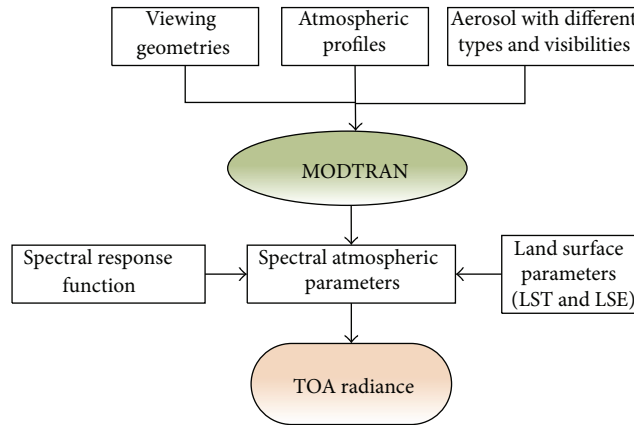 Viewing
geometries
Atmospheric
profiles
Aerosol with different
types and visibilities
MODTRAN
Spectral response
function
Spectral atmospheric
parameters
Land surface
parameters
(LST and LSE)
TOA radiance